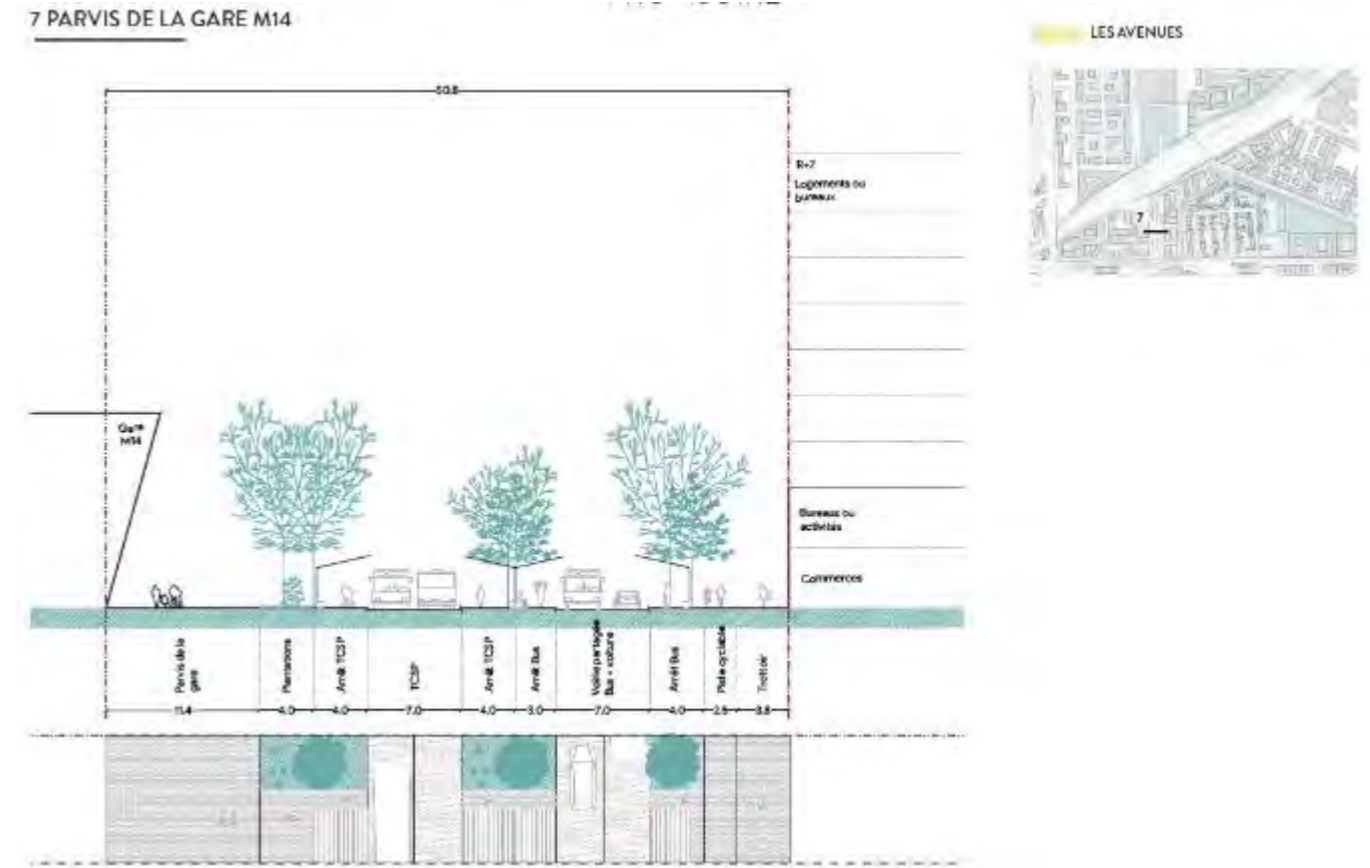 7 PARVIS DE LA GARE M14
LES AVENUES
50.8
R+7
Logements ou
bureaux
7
Gare
M14
Bureaux ou
activités
Commerces
Parvis de la
gare
Plantations
Arrêt TCSP
TCSP
Arrêt TCSP
Arrêt Bus
Voirie partagée
Bus + voiture
Arrêt Bus
Piste cyclable
Trottoir
11.4
4.0
4.0
7.0
4.0
3.0
7.0
4.0
2.5
3.8